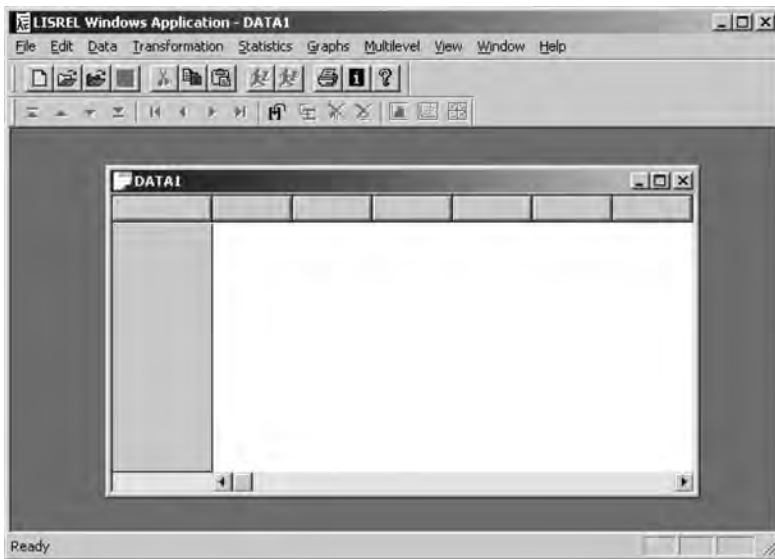 LISREL Windows Application - DATA1
File Edit Data Transformation Statistics Graphs Multilevel View Window Help
DATA1
Ready